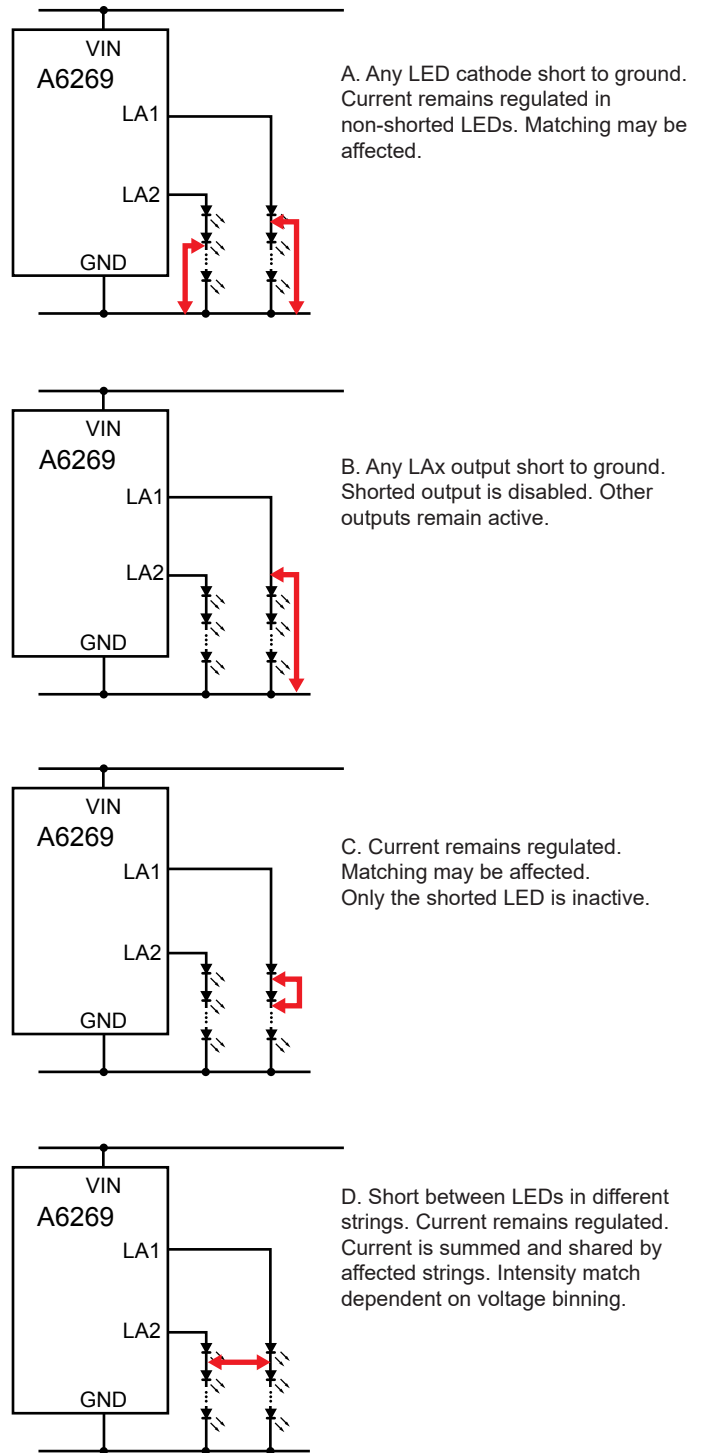 VIN
A6269
LA1
LA2
GND
A. Any LED cathode short to ground.
Current remains regulated in
non-shorted LEDs. Matching may be
affected.
VIN
A6269
LA1
LA2
GND
B. Any LAx output short to ground.
Shorted output is disabled. Other
outputs remain active.
VIN
A6269
LA1
LA2
GND
C. Current remains regulated.
Matching may be affected.
Only the shorted LED is inactive.
VIN
A6269
LA1
LA2
GND
D. Short between LEDs in different
strings. Current remains regulated.
Current is summed and shared by
affected strings. Intensity match
dependent on voltage binning.